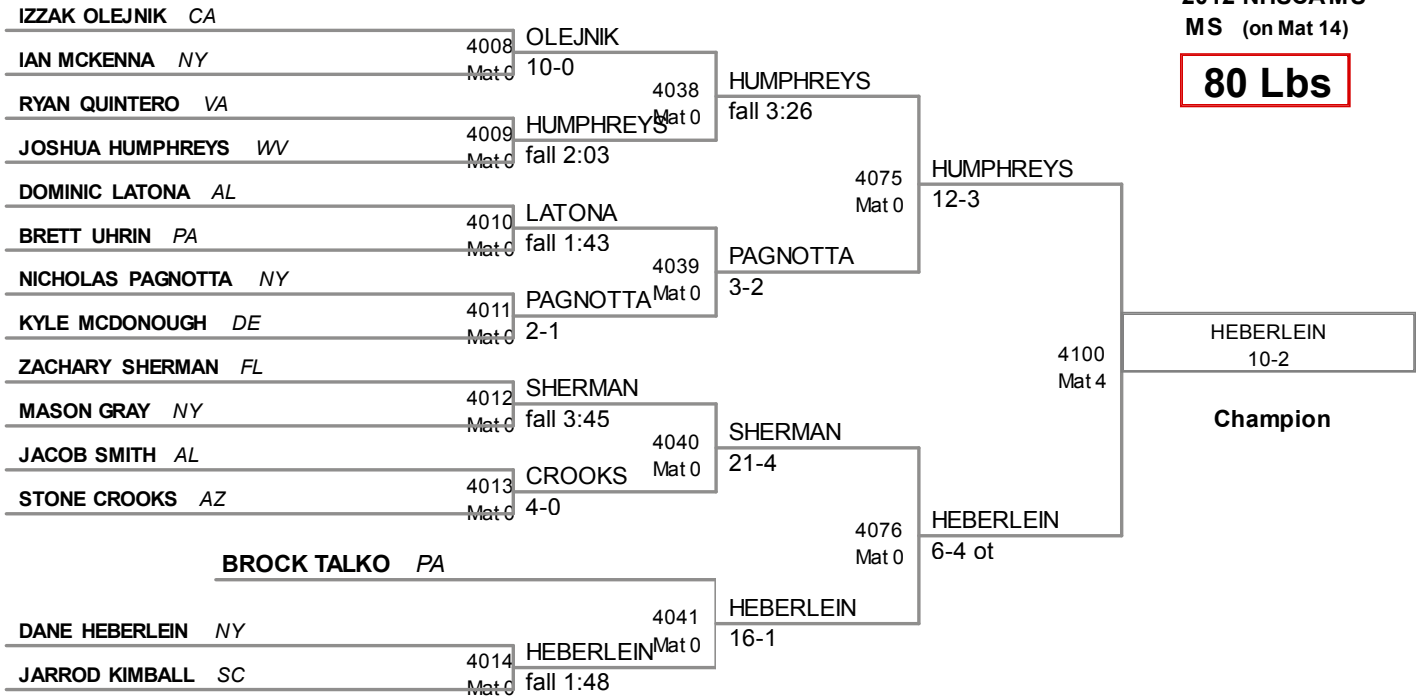 2012 NHSCA MS
MS (on Mat 14)
80 Lbs
IZZAK OLEJNIK CA
4008 OLEJNIK
IAN MCKENNA NY
Mat 0 10-0
4038 HUMPHREYS
RYAN QUINTERO VA
Mat 0 fall 3:26
4009 HUMPHREYS
JOSHUA HUMPHREYS WV
Mat 0 fall 2:03
4075 HUMPHREYS
Mat 0 12-3
DOMINIC LATONA AL
4010 LATONA
BRETT UHRIN PA
Mat 0 fall 1:43
4039 PAGNOTTA
NICHOLAS PAGNOTTA NY
Mat 0 3-2
4011 PAGNOTTA
KYLE MCDONOUGH DE
Mat 0 2-1
4100 HEBERLEIN
Mat 4 10-2
Champion
ZACHARY SHERMAN FL
4012 SHERMAN
MASON GRAY NY
Mat 0 fall 3:45
4040 SHERMAN
JACOB SMITH AL
Mat 0 21-4
4013 CROOKS
STONE CROOKS AZ
Mat 0 4-0
4076 HEBERLEIN
Mat 0 6-4 ot
BROCK TALKO PA
4041 HEBERLEIN
DANE HEBERLEIN NY
Mat 0 16-1
4014 HEBERLEIN
JARROD KIMBALL SC
Mat 0 fall 1:48